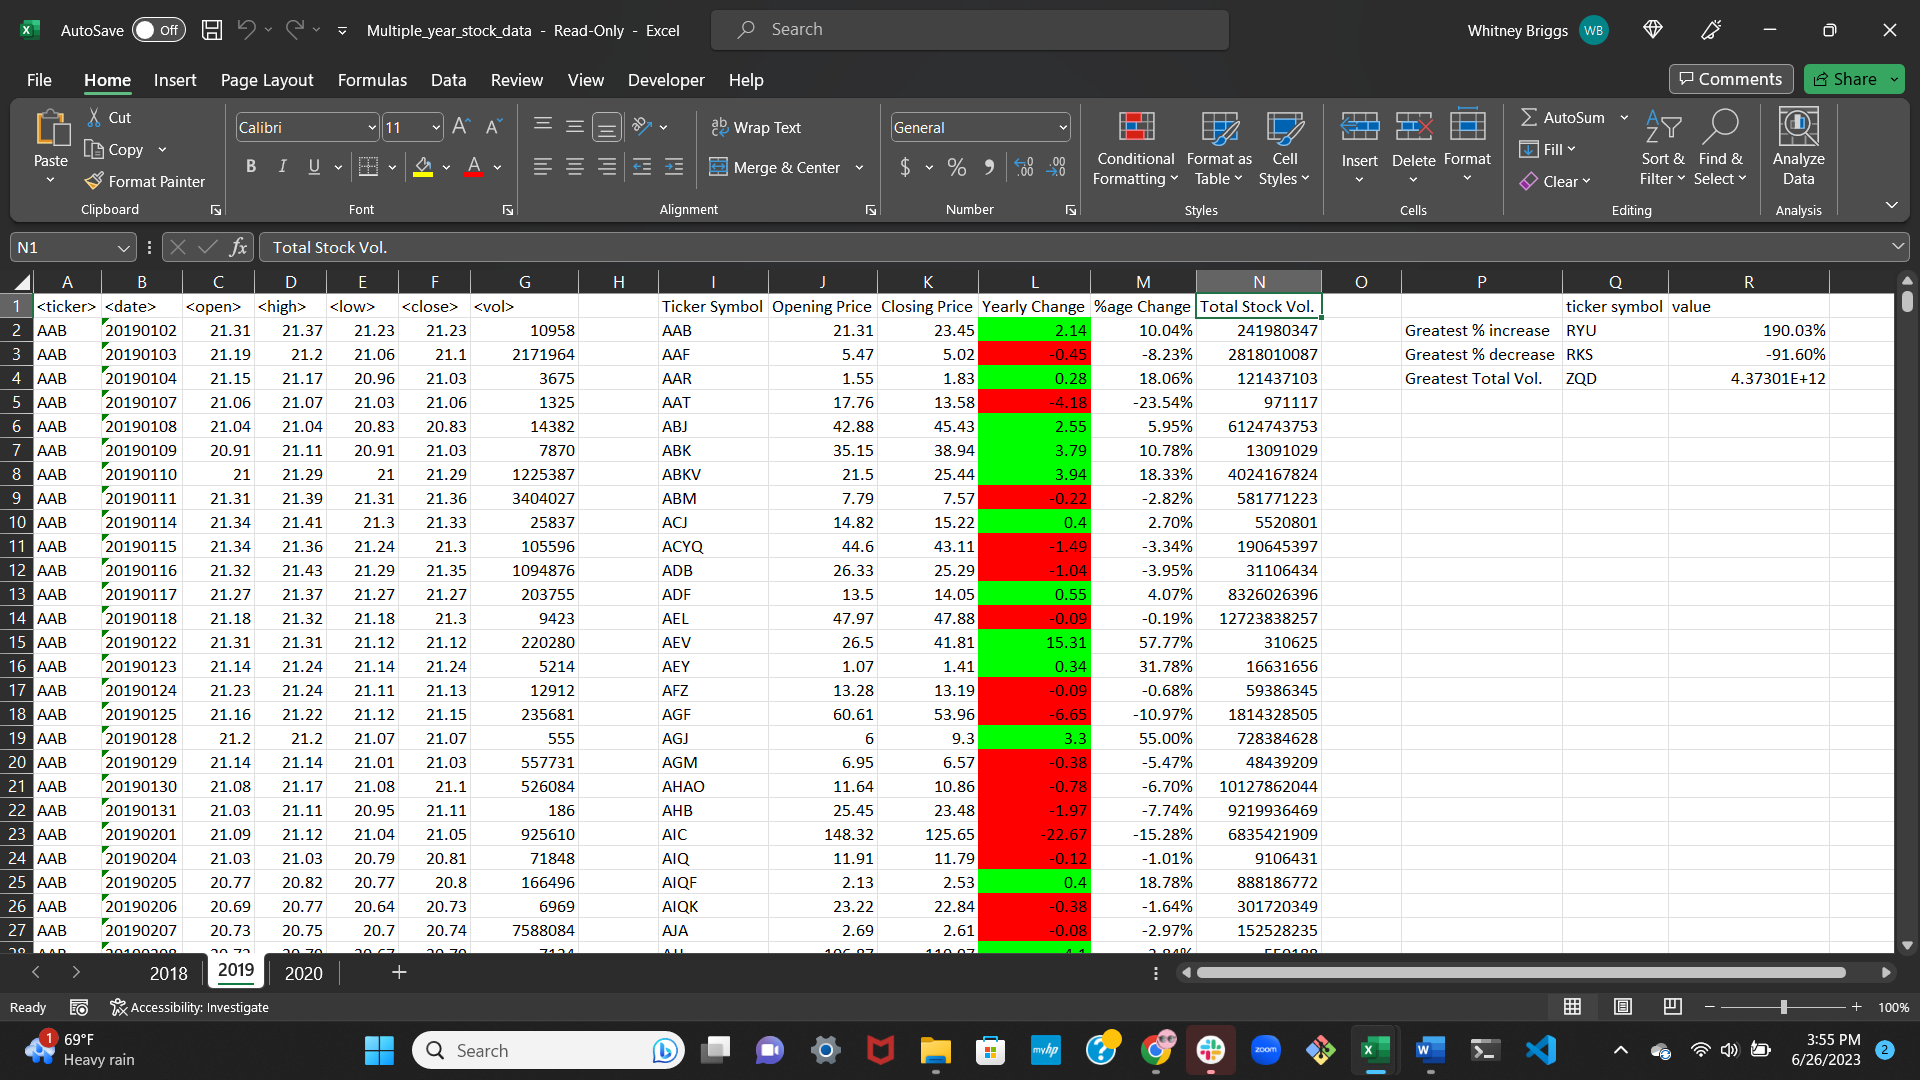 AutoSave Off Multiple_year_stock_data - Read-Only - Excel Search Whitney Briggs WB
File Home Insert Page Layout Formulas Data Review View Developer Help Comments Share
Paste Cut Copy Format Painter Clipboard
Calibri 11 B I U A Font
Wrap Text Merge & Center Alignment
General $ % Number
Conditional Formatting Format as Table Cell Styles Styles
Insert Delete Format Cells
AutoSum Fill Clear Sort & Filter Find & Select Editing
Analyze Data Analysis
N1 fx Total Stock Vol.
A B C D E F G H I J K L M N O P Q R
1 <ticker> <date> <open> <high> <low> <close> <vol> Ticker Symbol Opening Price Closing Price Yearly Change %age Change Total Stock Vol. ticker symbol value
2 AAB 20190102 21.31 21.37 21.23 21.23 10958 AAB 21.31 23.45 2.14 10.04% 241980347 Greatest % increase RYU 190.03%
3 AAB 20190103 21.19 21.2 21.06 21.1 2171964 AAF 5.47 5.02 -0.45 -8.23% 2818010087 Greatest % decrease RKS -91.60%
4 AAB 20190104 21.15 21.17 20.96 21.03 3675 AAR 1.55 1.83 0.28 18.06% 121437103 Greatest Total Vol. ZQD 4.37301E+12
5 AAB 20190107 21.06 21.07 21.03 21.06 1325 AAT 17.76 13.58 -4.18 -23.54% 971117
6 AAB 20190108 21.04 21.04 20.83 20.83 14382 ABJ 42.88 45.43 2.55 5.95% 6124743753
7 AAB 20190109 20.91 21.11 20.91 21.03 7870 ABK 35.15 38.94 3.79 10.78% 13091029
8 AAB 20190110 21 21.29 21 21.29 1225387 ABKV 21.5 25.44 3.94 18.33% 4024167824
9 AAB 20190111 21.31 21.39 21.31 21.36 3404027 ABM 7.79 7.57 -0.22 -2.82% 581771223
10 AAB 20190114 21.34 21.41 21.3 21.33 25837 ACJ 14.82 15.22 0.4 2.70% 5520801
11 AAB 20190115 21.34 21.36 21.24 21.3 105596 ACYQ 44.6 43.11 -1.49 -3.34% 190645397
12 AAB 20190116 21.32 21.43 21.29 21.35 1094876 ADB 26.33 25.29 -1.04 -3.95% 31106434
13 AAB 20190117 21.27 21.37 21.27 21.27 203755 ADF 13.5 14.05 0.55 4.07% 8326026396
14 AAB 20190118 21.18 21.32 21.18 21.3 9423 AEL 47.97 47.88 -0.09 -0.19% 12723838257
15 AAB 20190122 21.31 21.31 21.12 21.12 220280 AEV 26.5 41.81 15.31 57.77% 310625
16 AAB 20190123 21.14 21.24 21.14 21.24 5214 AEY 1.07 1.41 0.34 31.78% 16631656
17 AAB 20190124 21.23 21.24 21.11 21.13 12912 AFZ 13.28 13.19 -0.09 -0.68% 59386345
18 AAB 20190125 21.16 21.22 21.12 21.15 235681 AGF 60.61 53.96 -6.65 -10.97% 1814328505
19 AAB 20190128 21.2 21.2 21.07 21.07 555 AGJ 6 9.3 3.3 55.00% 728384628
20 AAB 20190129 21.14 21.14 21.01 21.03 557731 AGM 6.95 6.57 -0.38 -5.47% 48439209
21 AAB 20190130 21.08 21.17 21.08 21.1 526084 AHAO 11.64 10.86 -0.78 -6.70% 10127862044
22 AAB 20190131 21.03 21.11 20.95 21.11 186 AHB 25.45 23.48 -1.97 -7.74% 9219936469
23 AAB 20190201 21.09 21.12 21.04 21.05 925610 AIC 148.32 125.65 -22.67 -15.28% 6835421909
24 AAB 20190204 21.03 21.03 20.79 20.81 71848 AIQ 11.91 11.79 -0.12 -1.01% 9106431
25 AAB 20190205 20.77 20.82 20.77 20.8 166496 AIQF 2.13 2.53 0.4 18.78% 888186772
26 AAB 20190206 20.69 20.77 20.64 20.73 6969 AIQK 23.22 22.84 -0.38 -1.64% 301720349
27 AAB 20190207 20.73 20.75 20.7 20.74 7588084 AJA 2.69 2.61 -0.08 -2.97% 152528235
2018 2019 2020
Ready Accessibility: Investigate 100%
1 69°F Heavy rain Search myhp zoom 3:55 PM 6/26/2023 2